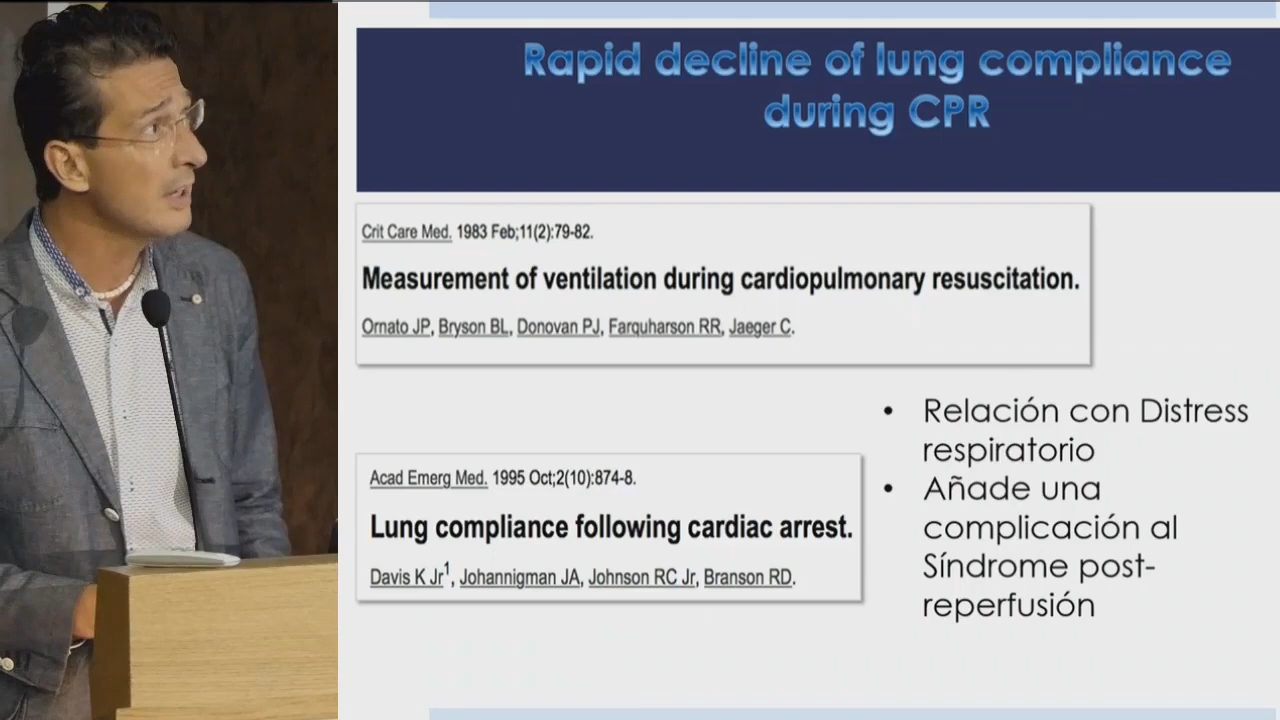 Rapid decline of lung compliance
during CPR
Crit Care Med. 1983 Feb;11(2):79-82.
Measurement of ventilation during cardiopulmonary resuscitation.
Ornato JP, Bryson BL, Donovan PJ, Farquharson RR, Jaeger C.
Acad Emerg Med. 1995 Oct;2(10):874-8.
Lung compliance following cardiac arrest.
Davis K Jr1, Johannigman JA, Johnson RC Jr, Branson RD.
• Relación con Distress
respiratorio
• Añade una
complicación al
Síndrome post-
reperfusión